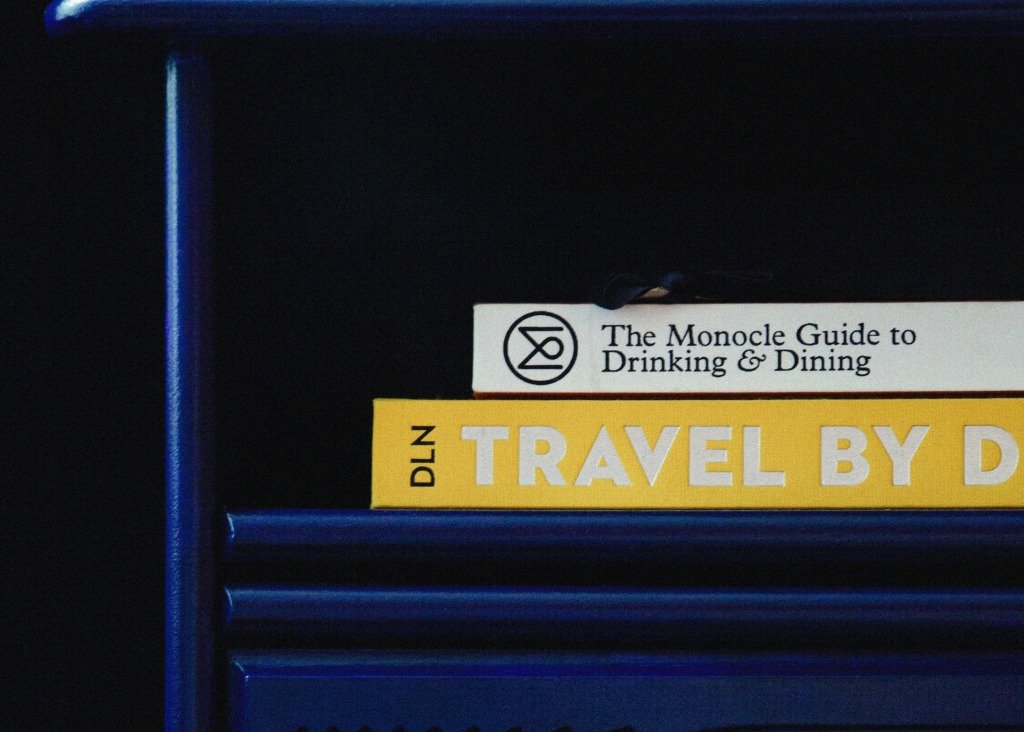 The Monocle Guide to
Drinking & Dining
DLN
TRAVEL BY D